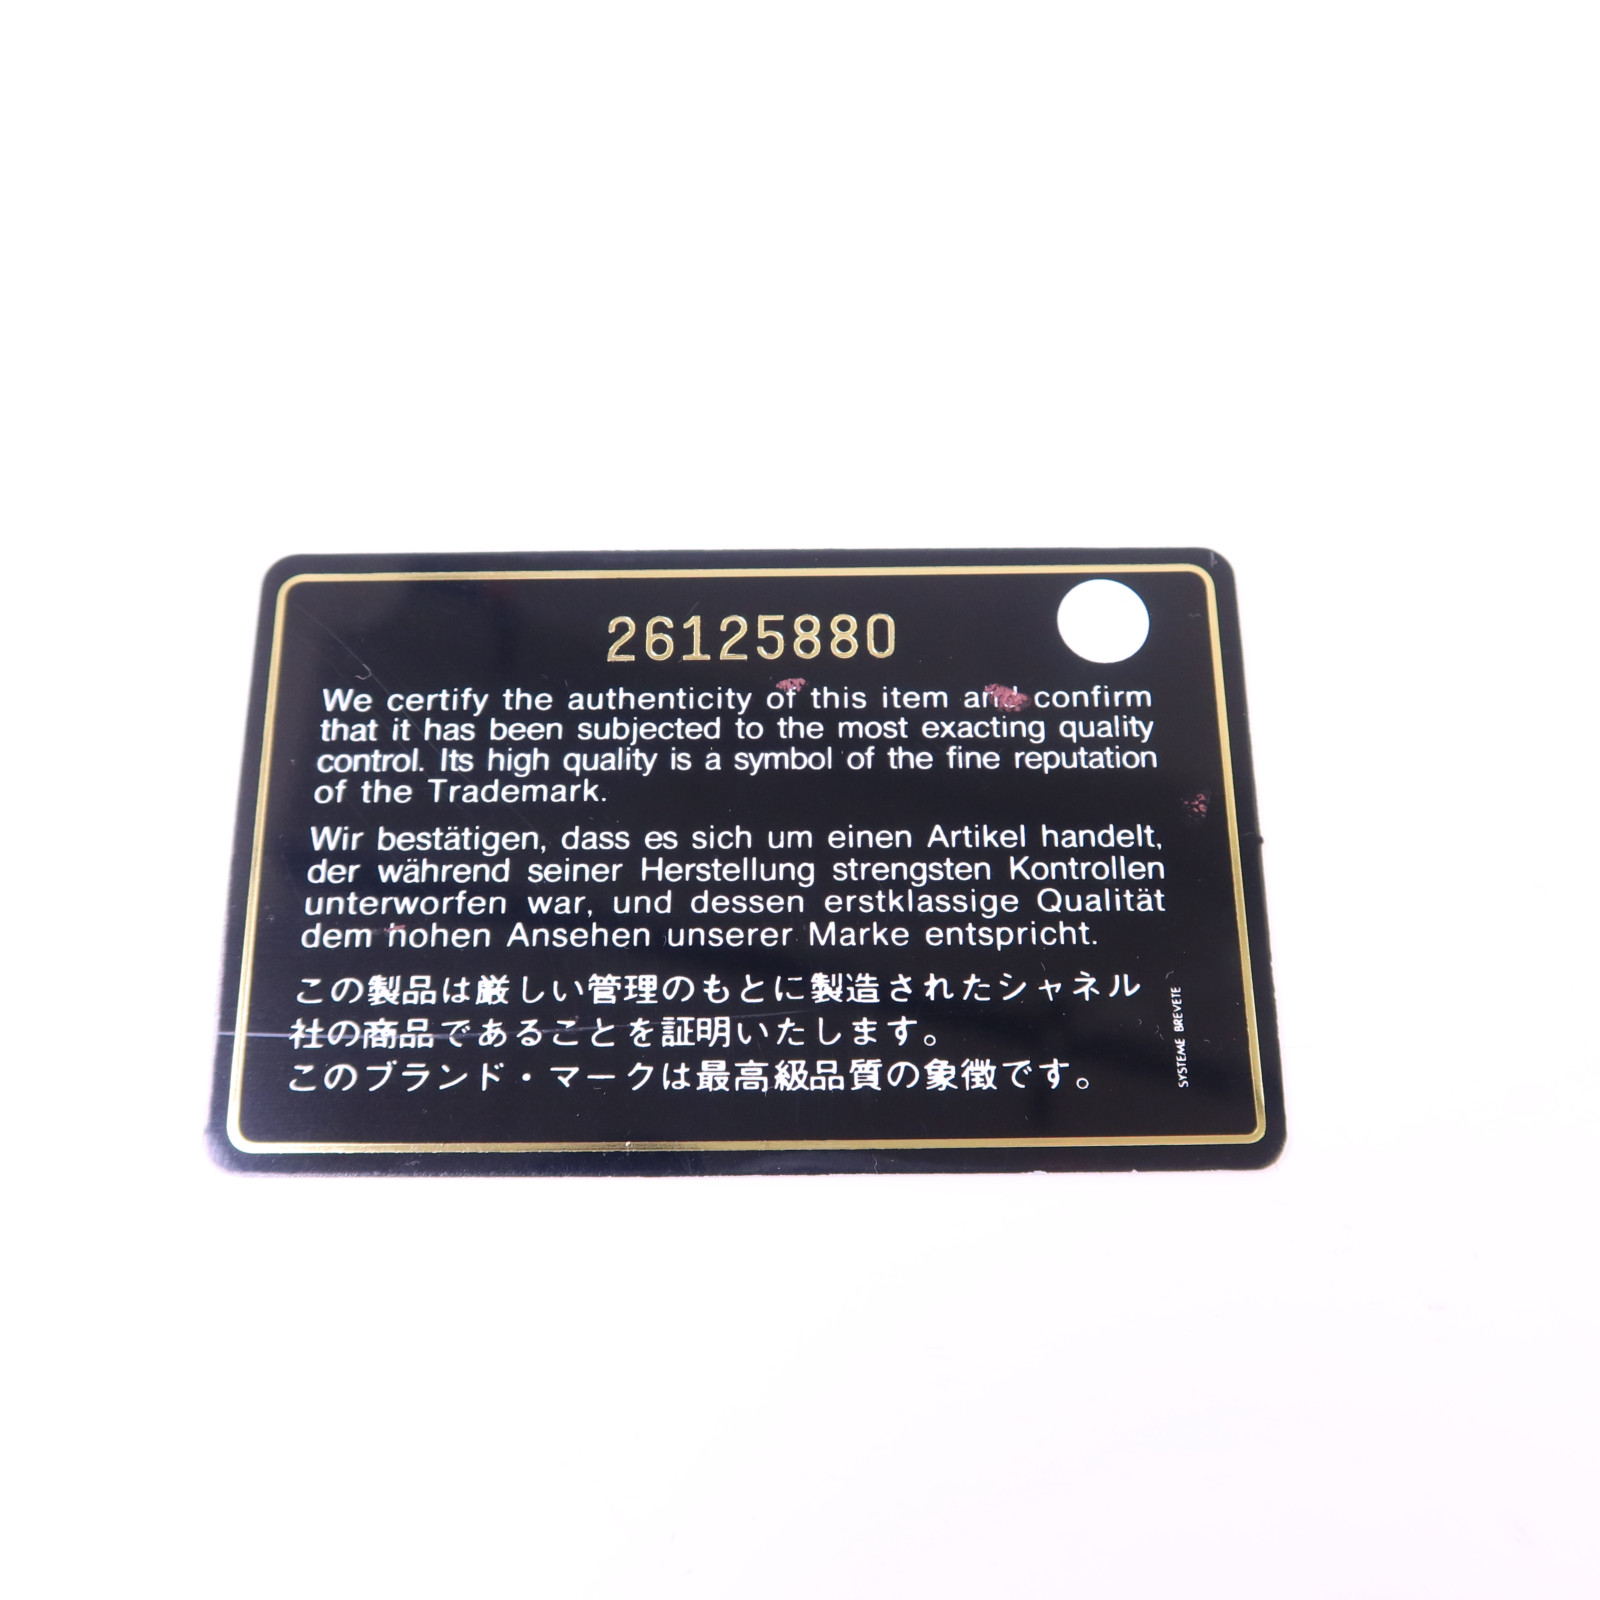 26125880
We certify the authenticity of this item and confirm
that it has been subjected to the most exacting quality
control. Its high quality is a symbol of the fine reputation
of the Trademark.
Wir bestätigen, dass es sich um einen Artikel handelt,
der während seiner Herstellung strengsten Kontrollen
unterworfen war, und dessen erstklassige Qualität
dem hohen Ansehen unserer Marke entspricht.
この製品は厳しい管理のもとに製造されたシャネル
社の商品であることを証明いたします。
このブランド・マークは最高級品質の象徴です。
SYSTEME BREVETE